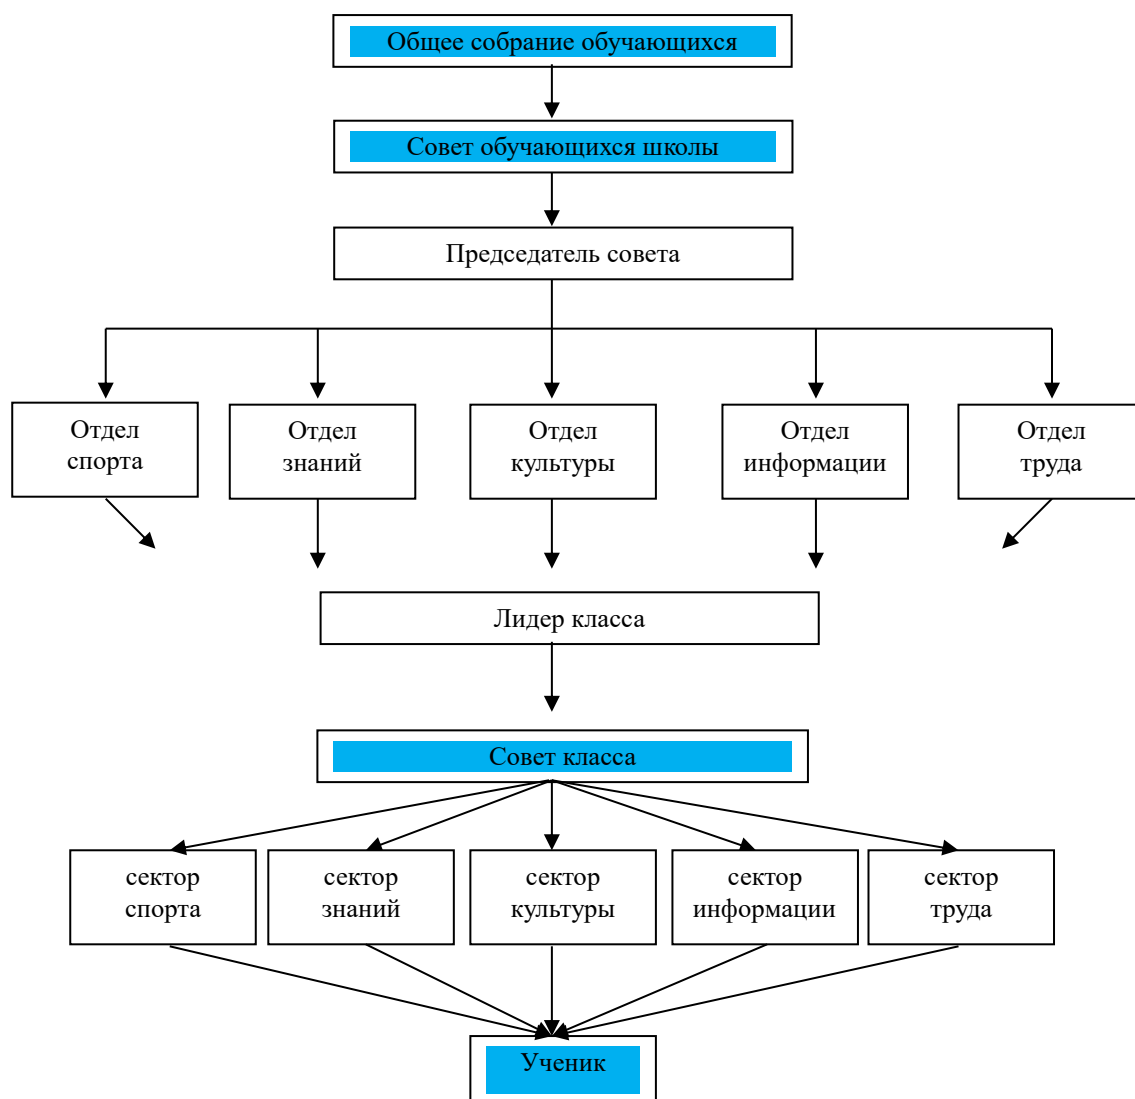 Общее собрание обучающихся
Совет обучающихся школы
Председатель совета
Отдел
спорта
Отдел
знаний
Отдел
культуры
Отдел
информации
Отдел
труда
Лидер класса
Совет класса
сектор
спорта
сектор
знаний
сектор
культуры
сектор
информации
сектор
труда
Ученик